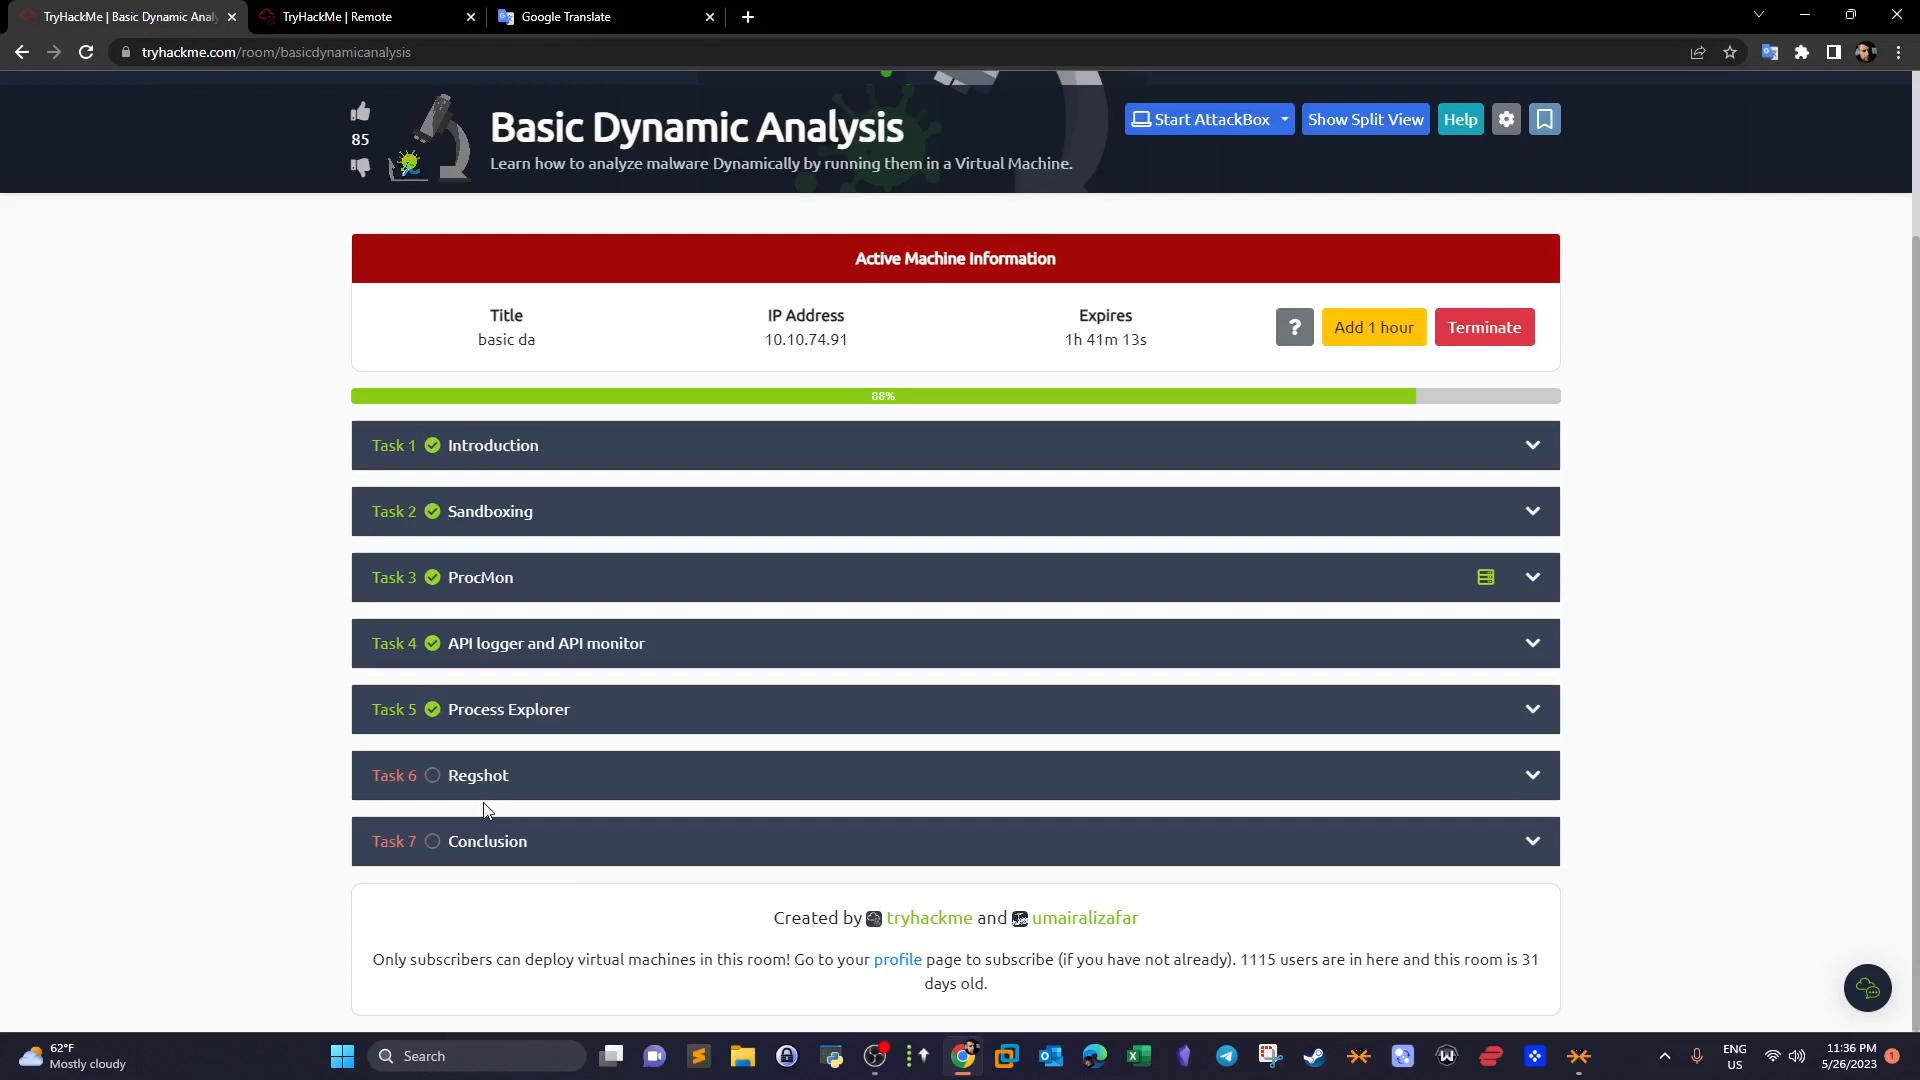 TryHackMe | Basic Dynamic Analy
TryHackMe | Remote
Google Translate
tryhackme.com/room/basicdynamicanalysis
85
Basic Dynamic Analysis
Learn how to analyze malware Dynamically by running them in a Virtual Machine.
Start AttackBox
Show Split View
Help
Active Machine Information
Title
IP Address
Expires
basic da
10.10.74.91
1h 41m 13s
?
Add 1 hour
Terminate
88%
Task 1 Introduction
Task 2 Sandboxing
Task 3 ProcMon
Task 4 API logger and API monitor
Task 5 Process Explorer
Task 6 Regshot
Task 7 Conclusion
Created by tryhackme and umairalizafar
Only subscribers can deploy virtual machines in this room! Go to your profile page to subscribe (if you have not already). 1115 users are in here and this room is 31
days old.
62°F
Mostly cloudy
Search
ENG
US
11:36 PM
5/26/2023
1